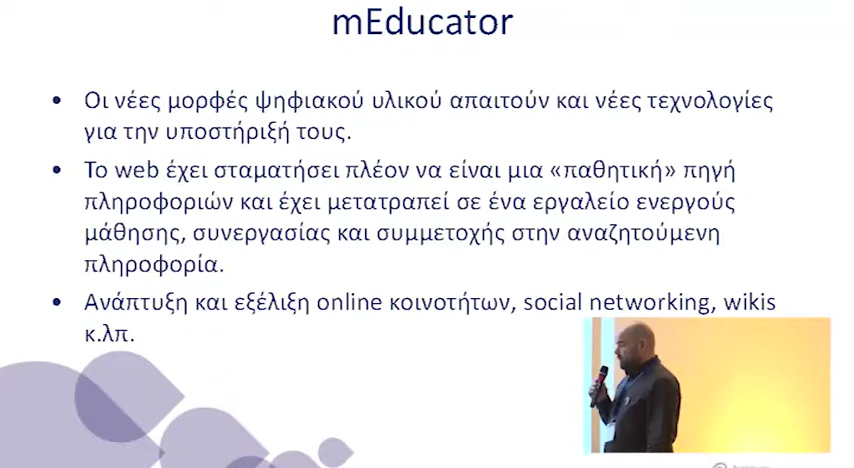 mEducator
• Οι νέες μορφές ψηφιακού υλικού απαιτούν και νέες τεχνολογίες
για την υποστήριξή τους.
• Το web έχει σταματήσει πλέον να είναι μια «παθητική» πηγή
πληροφοριών και έχει μετατραπεί σε ένα εργαλείο ενεργούς
μάθησης, συνεργασίας και συμμετοχής στην αναζητούμενη
πληροφορία.
• Ανάπτυξη και εξέλιξη online κοινοτήτων, social networking, wikis
κ.λπ.